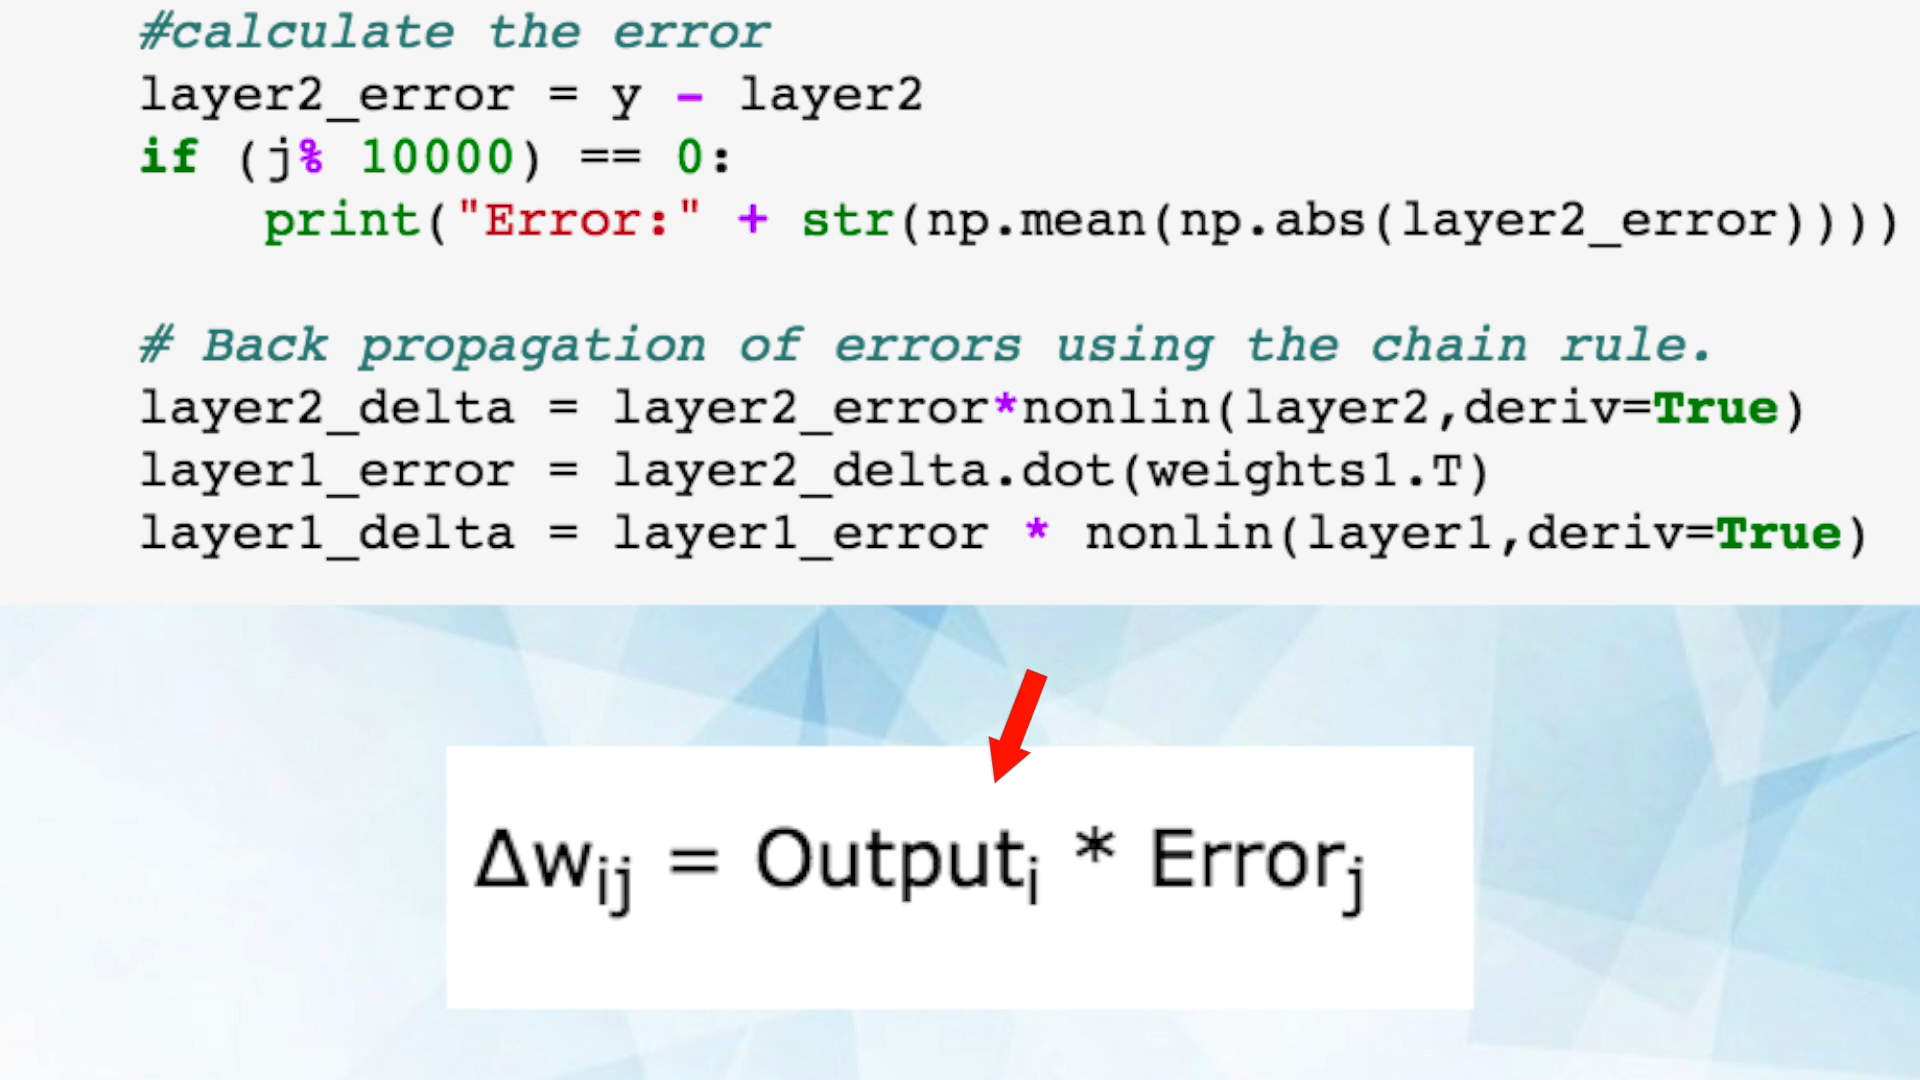 #calculate the error
layer2_error = y - layer2
if (j% 10000) == 0:
    print("Error:" + str(np.mean(np.abs(layer2_error))))
# Back propagation of errors using the chain rule.
layer2_delta = layer2_error*nonlin(layer2,deriv=True)
layer1_error = layer2_delta.dot(weights1.T)
layer1_delta = layer1_error * nonlin(layer1,deriv=True)
Δwij = Outputi * Errorj